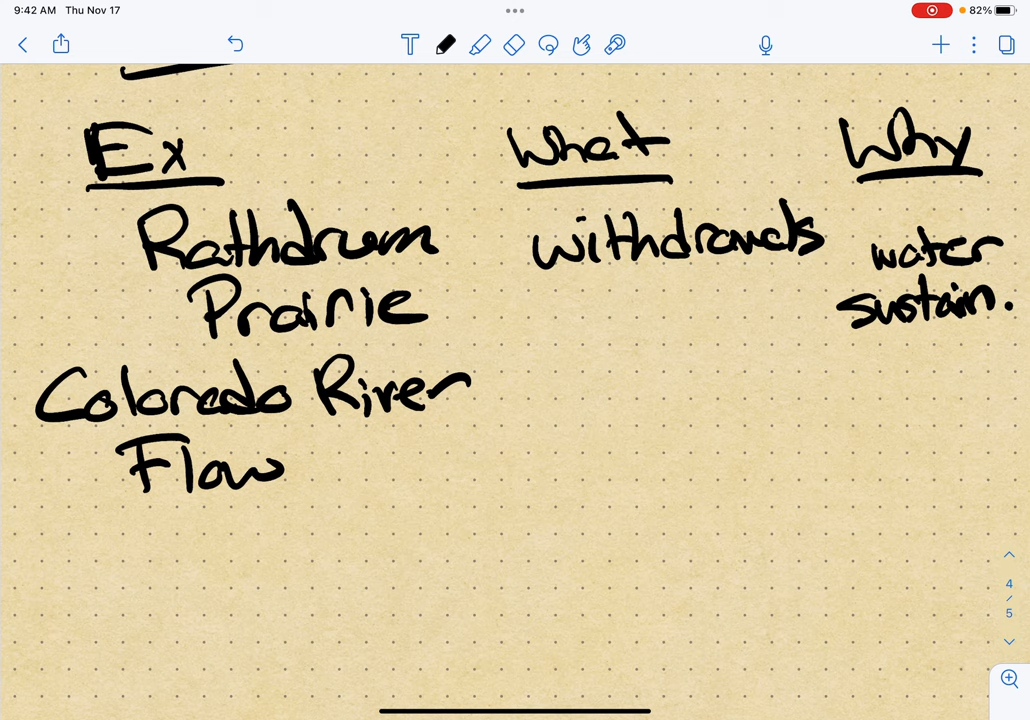 9:42 AM Thu Nov 17
82%
Ex What Why
Rathdrum withdrawals water
Prairie sustain.
Colorado River
Flow
4
/
5